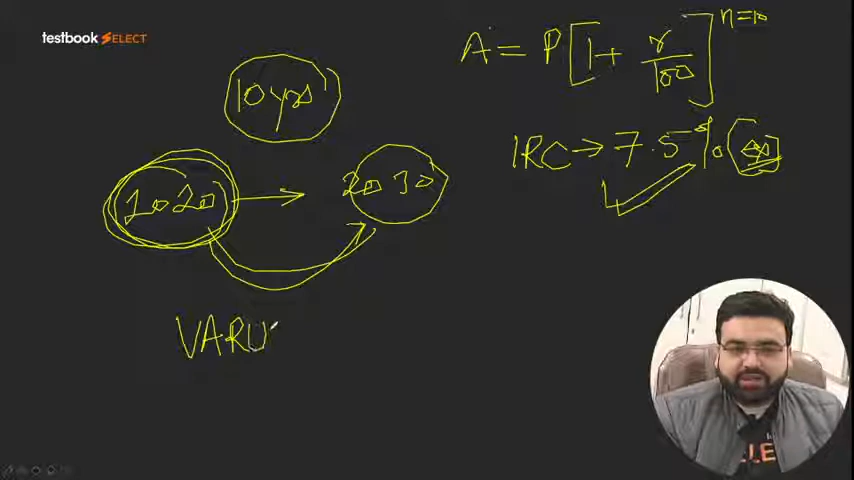 testbook SELECT
A = P[1 + r/100]^n=10
10 yrs
IRC → 7.5%
2020 → 2030
VARU